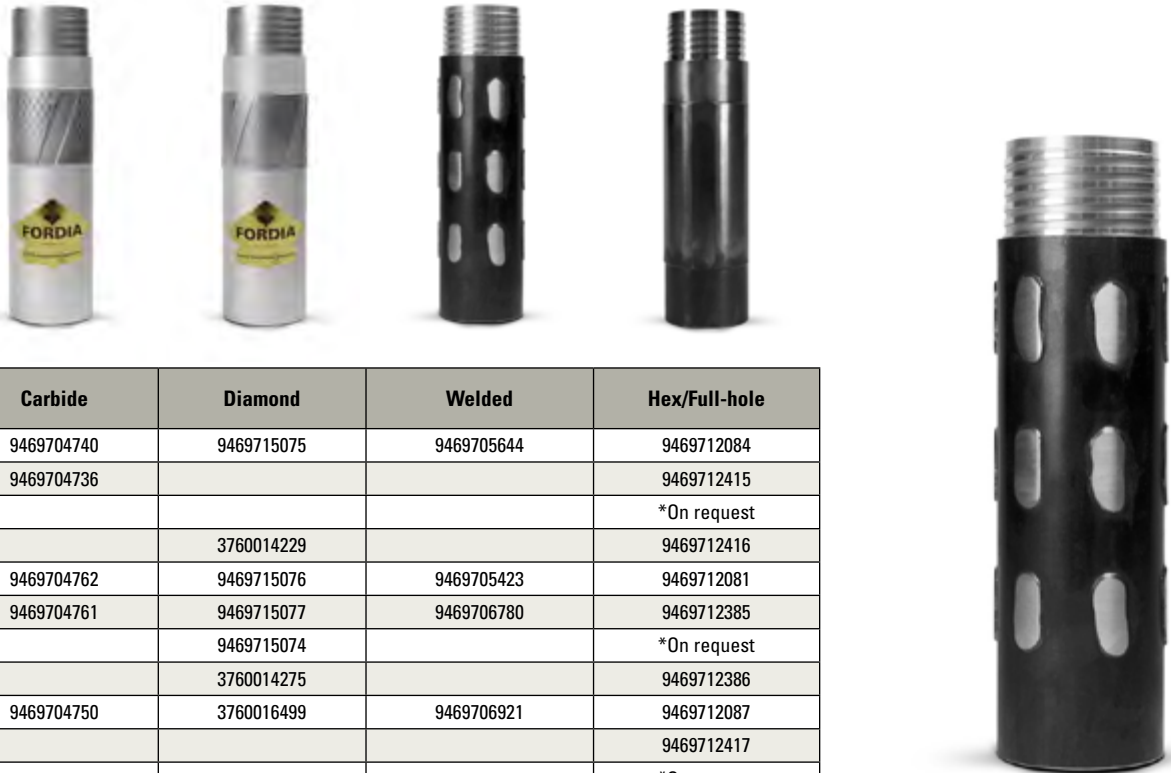 FORDIA
FORDIA
Carbide Diamond Welded Hex/Full-hole
9469704740 9469715075 9469705644 9469712084
9469704736 9469712415
*On request
3760014229 9469712416
9469704762 9469715076 9469705423 9469712081
9469704761 9469715077 9469706780 9469712385
9469715074 *On request
3760014275 9469712386
9469704750 3760016499 9469706921 9469712087
9469712417